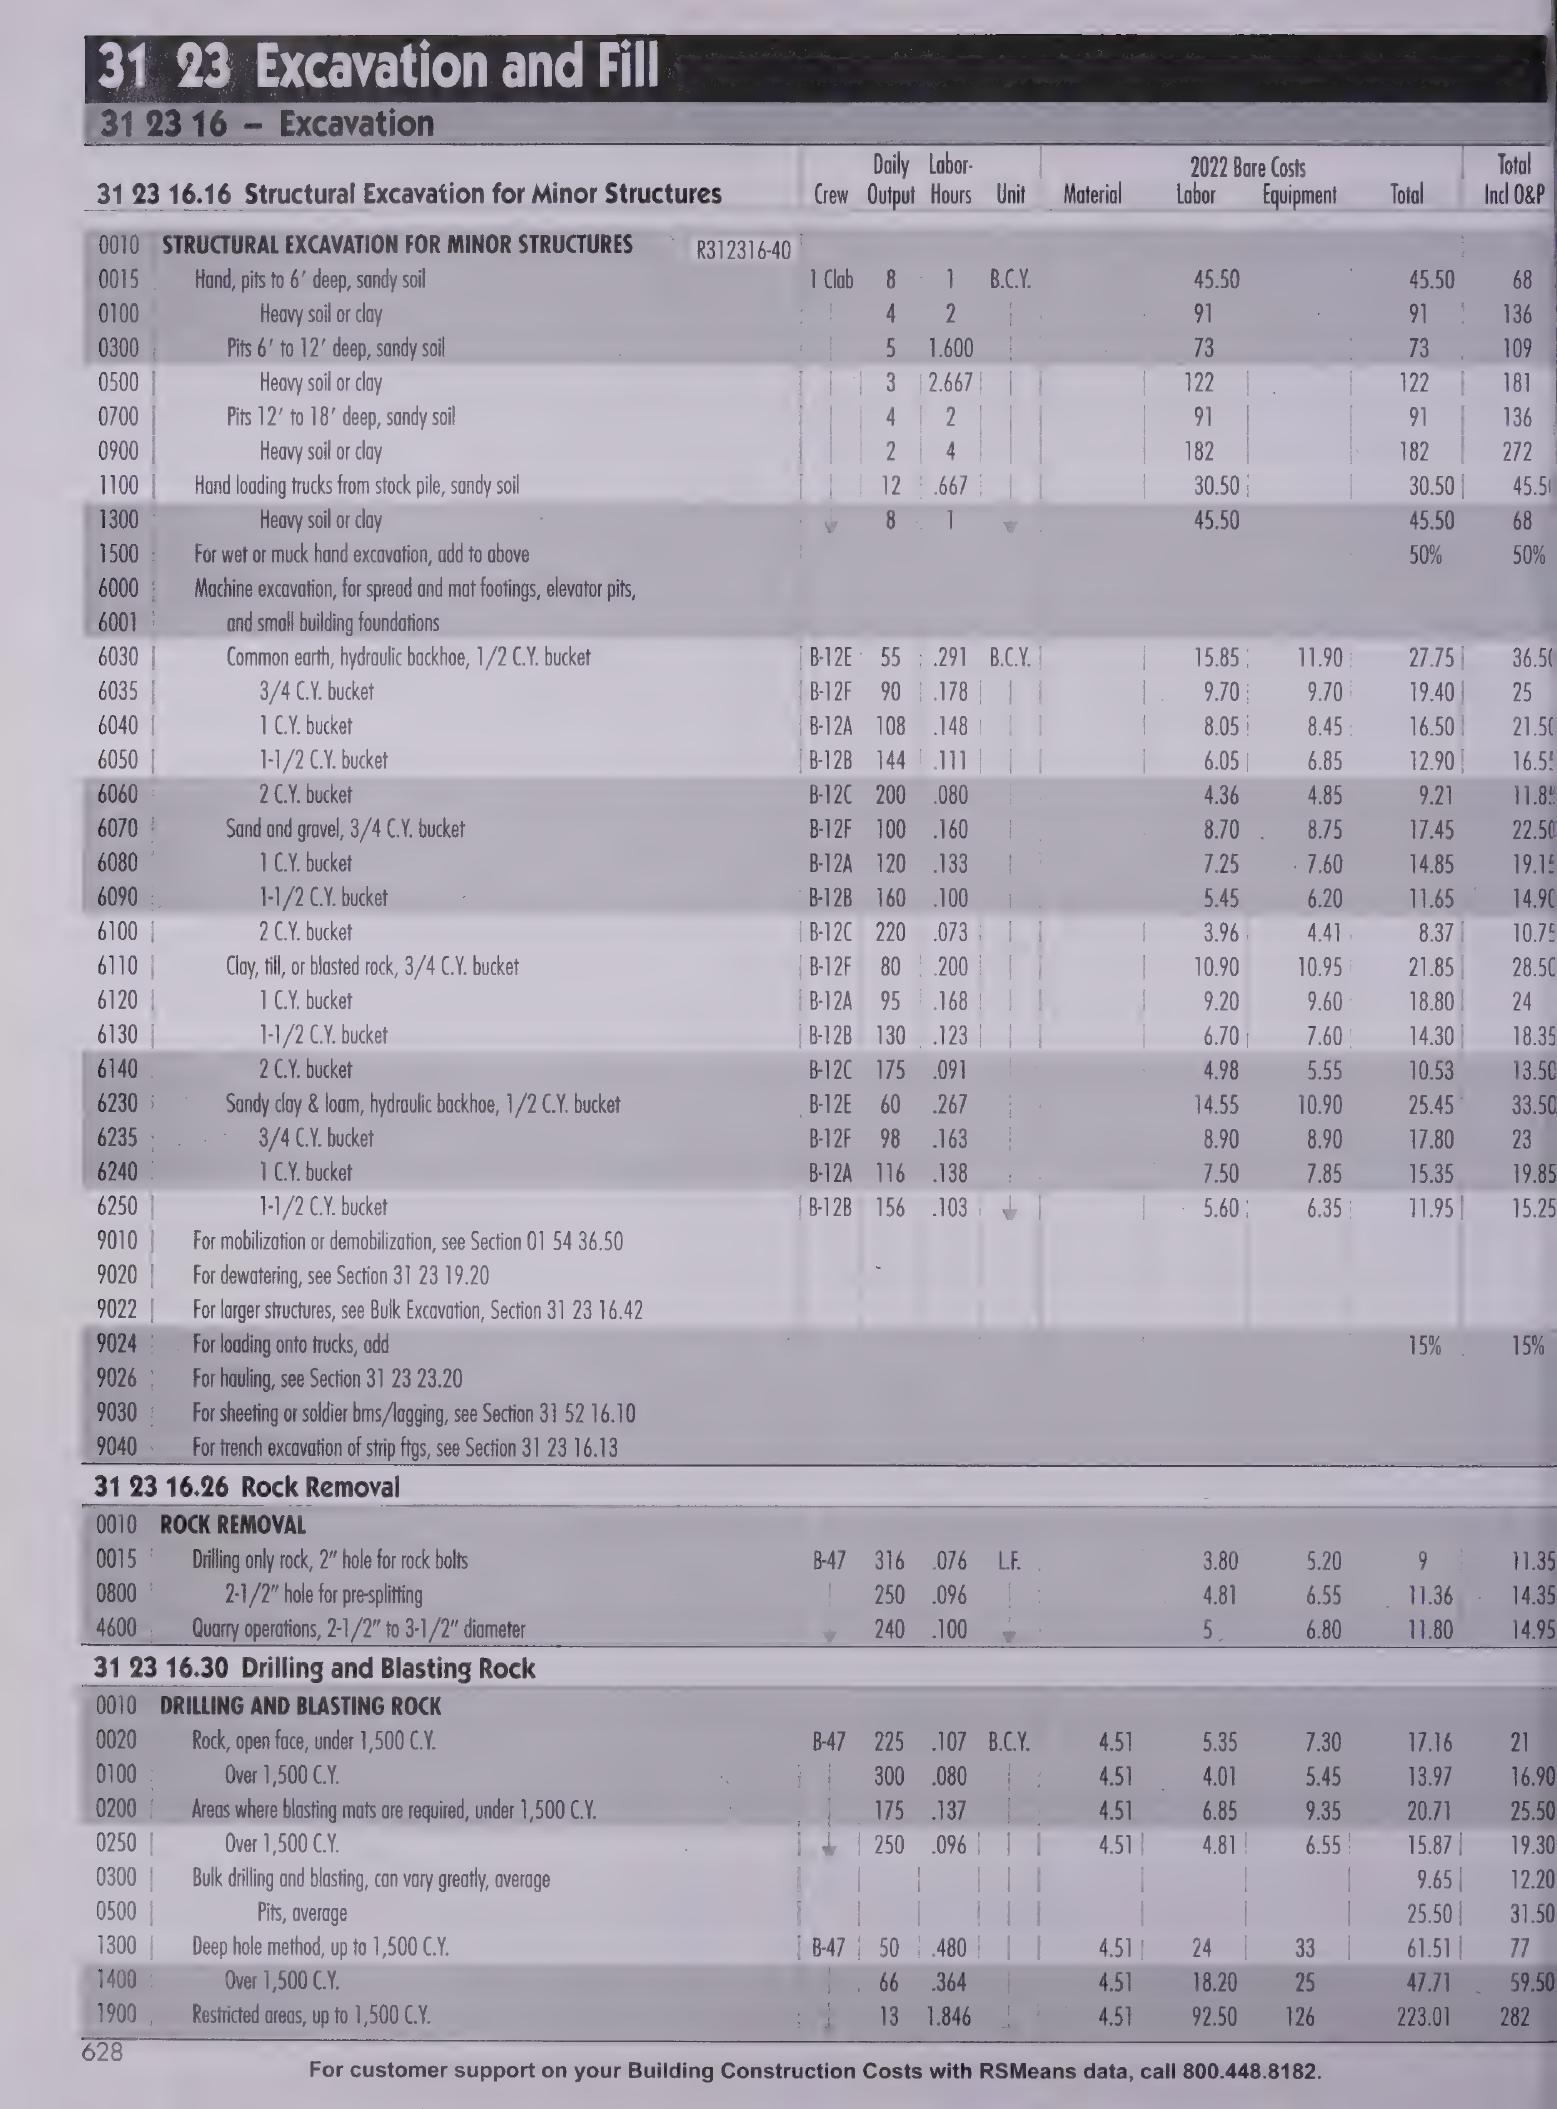 31 23 Excavation and Fill
31 23 16 – Excavation
31 23 16.16 Structural Excavation for Minor Structures Crew Daily Output Labor-Hours Unit Material 2022 Bare Costs Labor Equipment Total Total Incl O&P
0010 STRUCTURAL EXCAVATION FOR MINOR STRUCTURES R312316-40
0015 Hand, pits to 6' deep, sandy soil 1 Clab 8 1 B.C.Y. 45.50 45.50 68
0100 Heavy soil or clay 4 2 91 91 136
0300 Pits 6' to 12' deep, sandy soil 5 1.600 73 73 109
0500 Heavy soil or clay 3 2.667 122 122 181
0700 Pits 12' to 18' deep, sandy soil 4 2 91 91 136
0900 Heavy soil or clay 2 4 182 182 272
1100 Hand loading trucks from stock pile, sandy soil 12 .667 30.50 30.50 45.5
1300 Heavy soil or clay 8 1 45.50 45.50 68
1500 For wet or muck hand excavation, add to above 50% 50%
6000 Machine excavation, for spread and mat footings, elevator pits,
6001 and small building foundations
6030 Common earth, hydraulic backhoe, 1/2 C.Y. bucket B-12E 55 .291 B.C.Y. 15.85 11.90 27.75 36.50
6035 3/4 C.Y. bucket B-12F 90 .178 9.70 9.70 19.40 25
6040 1 C.Y. bucket B-12A 108 .148 8.05 8.45 16.50 21.50
6050 1-1/2 C.Y. bucket B-12B 144 .111 6.05 6.85 12.90 16.55
6060 2 C.Y. bucket B-12C 200 .080 4.36 4.85 9.21 11.85
6070 Sand and gravel, 3/4 C.Y. bucket B-12F 100 .160 8.70 8.75 17.45 22.50
6080 1 C.Y. bucket B-12A 120 .133 7.25 7.60 14.85 19.15
6090 1-1/2 C.Y. bucket B-12B 160 .100 5.45 6.20 11.65 14.90
6100 2 C.Y. bucket B-12C 220 .073 3.96 4.41 8.37 10.75
6110 Clay, till, or blasted rock, 3/4 C.Y. bucket B-12F 80 .200 10.90 10.95 21.85 28.50
6120 1 C.Y. bucket B-12A 95 .168 9.20 9.60 18.80 24
6130 1-1/2 C.Y. bucket B-12B 130 .123 6.70 7.60 14.30 18.35
6140 2 C.Y. bucket B-12C 175 .091 4.98 5.55 10.53 13.50
6230 Sandy clay & loam, hydraulic backhoe, 1/2 C.Y. bucket B-12E 60 .267 14.55 10.90 25.45 33.50
6235 3/4 C.Y. bucket B-12F 98 .163 8.90 8.90 17.80 23
6240 1 C.Y. bucket B-12A 116 .138 7.50 7.85 15.35 19.85
6250 1-1/2 C.Y. bucket B-12B 156 .103 5.60 6.35 11.95 15.25
9010 For mobilization or demobilization, see Section 01 54 36.50
9020 For dewatering, see Section 31 23 19.20
9022 For larger structures, see Bulk Excavation, Section 31 23 16.42
9024 For loading onto trucks, add 15% 15%
9026 For hauling, see Section 31 23 23.20
9030 For sheeting or soldier bms/lagging, see Section 31 52 16.10
9040 For trench excavation of strip ftgs, see Section 31 23 16.13
31 23 16.26 Rock Removal
0010 ROCK REMOVAL
0015 Drilling only rock, 2" hole for rock bolts B-47 316 .076 L.F. 3.80 5.20 9 11.35
0800 2-1/2" hole for pre-splitting 250 .096 4.81 6.55 11.36 14.35
4600 Quarry operations, 2-1/2" to 3-1/2" diameter 240 .100 5 6.80 11.80 14.95
31 23 16.30 Drilling and Blasting Rock
0010 DRILLING AND BLASTING ROCK
0020 Rock, open face, under 1,500 C.Y. B-47 225 .107 B.C.Y. 4.51 5.35 7.30 17.16 21
0100 Over 1,500 C.Y. 300 .080 4.51 4.01 5.45 13.97 16.90
0200 Areas where blasting mats are required, under 1,500 C.Y. 175 .137 4.51 6.85 9.35 20.71 25.50
0250 Over 1,500 C.Y. 250 .096 4.51 4.81 6.55 15.87 19.30
0300 Bulk drilling and blasting, can vary greatly, average 9.65 12.20
0500 Pits, average 25.50 31.50
1300 Deep hole method, up to 1,500 C.Y. B-47 50 .480 4.51 24 33 61.51 77
1400 Over 1,500 C.Y. 66 .364 4.51 18.20 25 47.71 59.50
1900 Restricted areas, up to 1,500 C.Y. 13 1.846 4.51 92.50 126 223.01 282
628
For customer support on your Building Construction Costs with RSMeans data, call 800.448.8182.